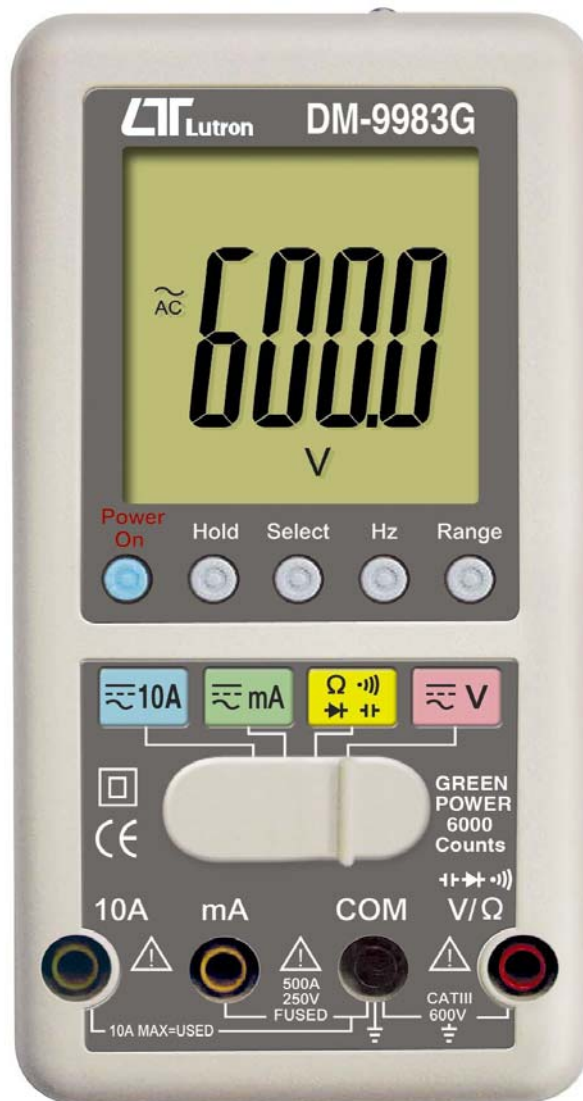 Lutron DM-9983G
AC 600.0
V
Power On Hold Select Hz Range
10A mA Ω V
GREEN
POWER
6000
Counts
CE
10A mA COM V/Ω
500A
250V
FUSED
CATIII
600V
10A MAX=USED